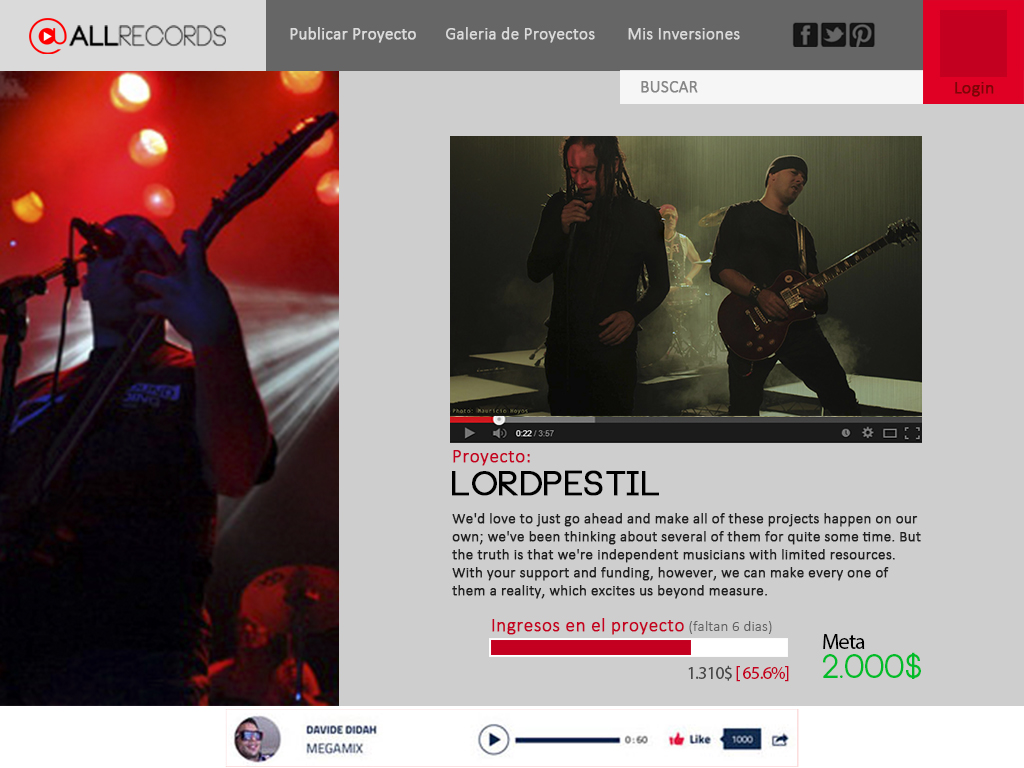 @ALLRECORDS
Publicar Proyecto Galeria de Proyectos Mis Inversiones
BUSCAR
Login
Photo: Mauricio Hoyos
0:22 / 3:57
Proyecto:
LORDPESTIL
We'd love to just go ahead and make all of these projects happen on our
own; we've been thinking about several of them for quite some time. But
the truth is that we're independent musicians with limited resources.
With your support and funding, however, we can make every one of
them a reality, which excites us beyond measure.
Ingresos en el proyecto (faltan 6 dias)
1.310$ [65.6%]
Meta
2.000$
DAVIDE DIDAH
MEGAMIX
0:60 Like 1000